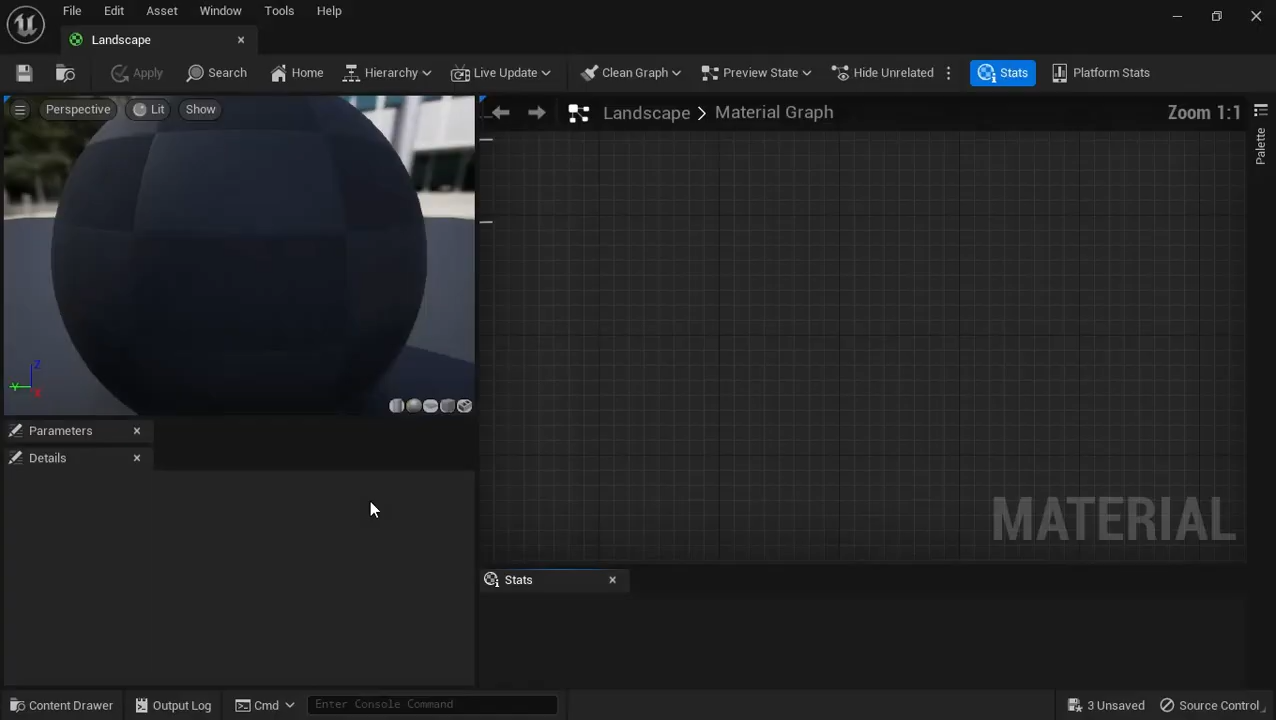 File Edit Asset Window Tools Help
Landscape
Apply Search Home Hierarchy Live Update Clean Graph Preview State Hide Unrelated Stats Platform Stats
Perspective Lit Show
Landscape > Material Graph Zoom 1:1
Palette
Z
Y
X
Parameters
Details
MATERIAL
Stats
Content Drawer Output Log Cmd Enter Console Command 3 Unsaved Source Control